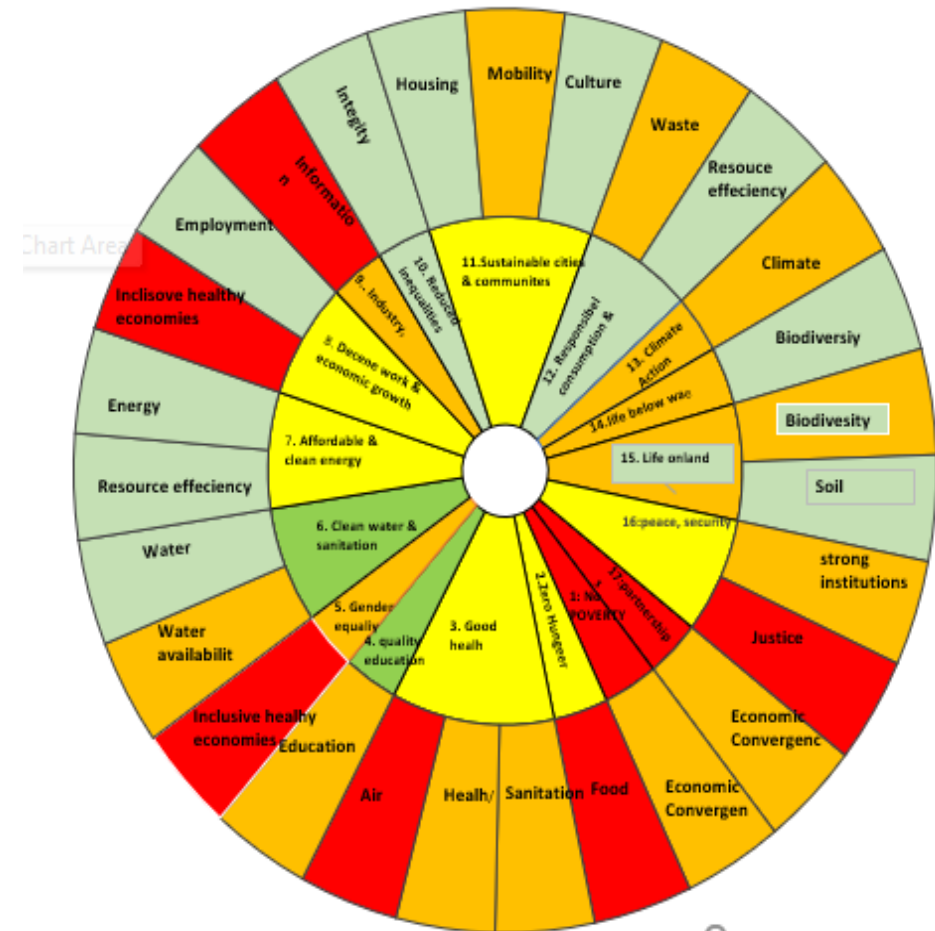 Mobility
Culture
Waste
Resouce
effeciency
Climate
Biodiversiy
Biodivesity
Soil
strong
institutions
Justice
Economic
Convergenc
Economic
Convergen
Food
Sanitation
Healh/
Air
Education
Inclusive healhy
economies
Water
availabilit
Water
Resource effeciency
Energy
Inclisove healthy
economies
Employment
Informatio
n
Integity
Housing
Chart Area
11.Sustainable cities
& communites
12. Responsibel
consumption &
13. Climate
Action
14.life below wae
15. Life onland
16:peace, security
17:partnership
1: No
POVERTY
2.Zero Hungeer
3. Good
healh
4. quality
education
5. Gender
equaliy
6. Clean water &
sanitation
7. Affordable &
clean energy
8. Decene work &
economic growth
9.. Industry,
10. Reduced
inequalities